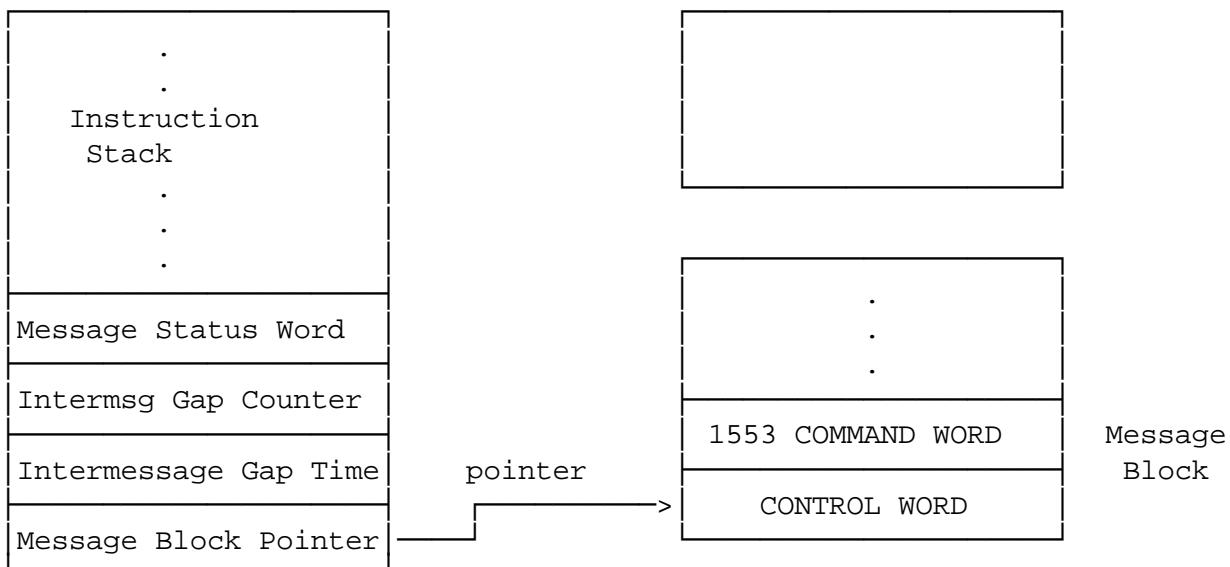 Instruction
Stack
Message Status Word
Intermsg Gap Counter
Intermessage Gap Time
Message Block Pointer
pointer
1553 COMMAND WORD
CONTROL WORD
Message
Block